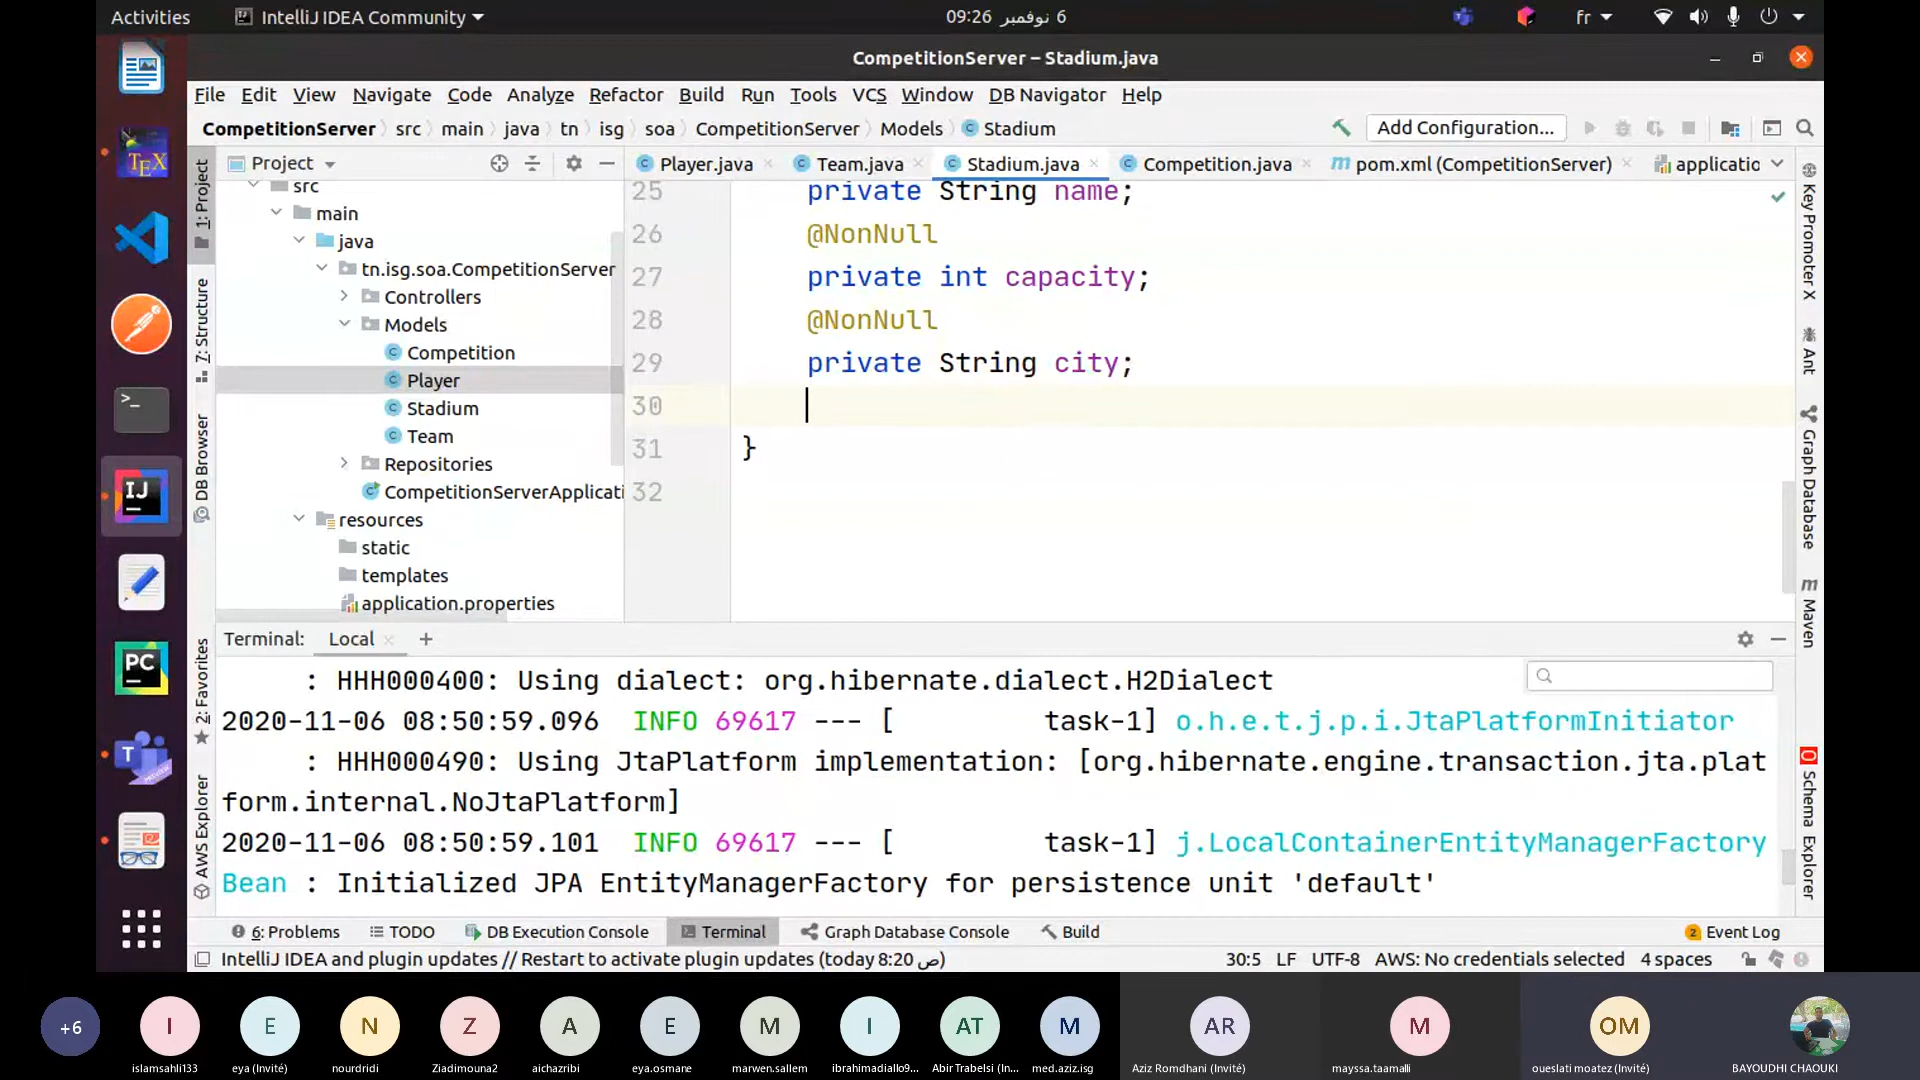 Activities
IntelliJ IDEA Community
6 نوفمبر 09:26
fr
CompetitionServer – Stadium.java
File Edit View Navigate Code Analyze Refactor Build Run Tools VCS Window DB Navigator Help
CompetitionServer src main java tn isg soa CompetitionServer Models Stadium
Add Configuration...
Project
Player.java
Team.java
Stadium.java
Competition.java
pom.xml (CompetitionServer)
applicatio
src
main
java
tn.isg.soa.CompetitionServer
Controllers
Models
Competition
Player
Stadium
Team
Repositories
CompetitionServerApplicati
resources
static
templates
application.properties
1: Project
7: Structure
DB Browser
2: Favorites
AWS Explorer
25 private String name;
26 @NonNull
27 private int capacity;
28 @NonNull
29 private String city;
30
31 }
32
Key Promoter X
Ant
Graph Database
Maven
Schema Explorer
Terminal: Local
: HHH000400: Using dialect: org.hibernate.dialect.H2Dialect
2020-11-06 08:50:59.096 INFO 69617 --- [ task-1] o.h.e.t.j.p.i.JtaPlatformInitiator
: HHH000490: Using JtaPlatform implementation: [org.hibernate.engine.transaction.jta.plat
form.internal.NoJtaPlatform]
2020-11-06 08:50:59.101 INFO 69617 --- [ task-1] j.LocalContainerEntityManagerFactory
Bean : Initialized JPA EntityManagerFactory for persistence unit 'default'
6: Problems
TODO
DB Execution Console
Terminal
Graph Database Console
Build
2 Event Log
IntelliJ IDEA and plugin updates // Restart to activate plugin updates (today 8:20 ص)
30:5 LF UTF-8 AWS: No credentials selected 4 spaces
TEX
>_
IJ
PC
T
PREVIEW
+6 I E N Z A E M I AT M AR M OM
islamsahli133
eya (Invité)
nourdridi
Ziadimouna2
aichazribi
eya.osmane
marwen.sallem
ibrahimadiallo9...
Abir Trabelsi (In...
med.aziz.isg
Aziz Romdhani (Invité)
mayssa.taamalli
oueslati moatez (Invité)
BAYOUDHI CHAOUKI